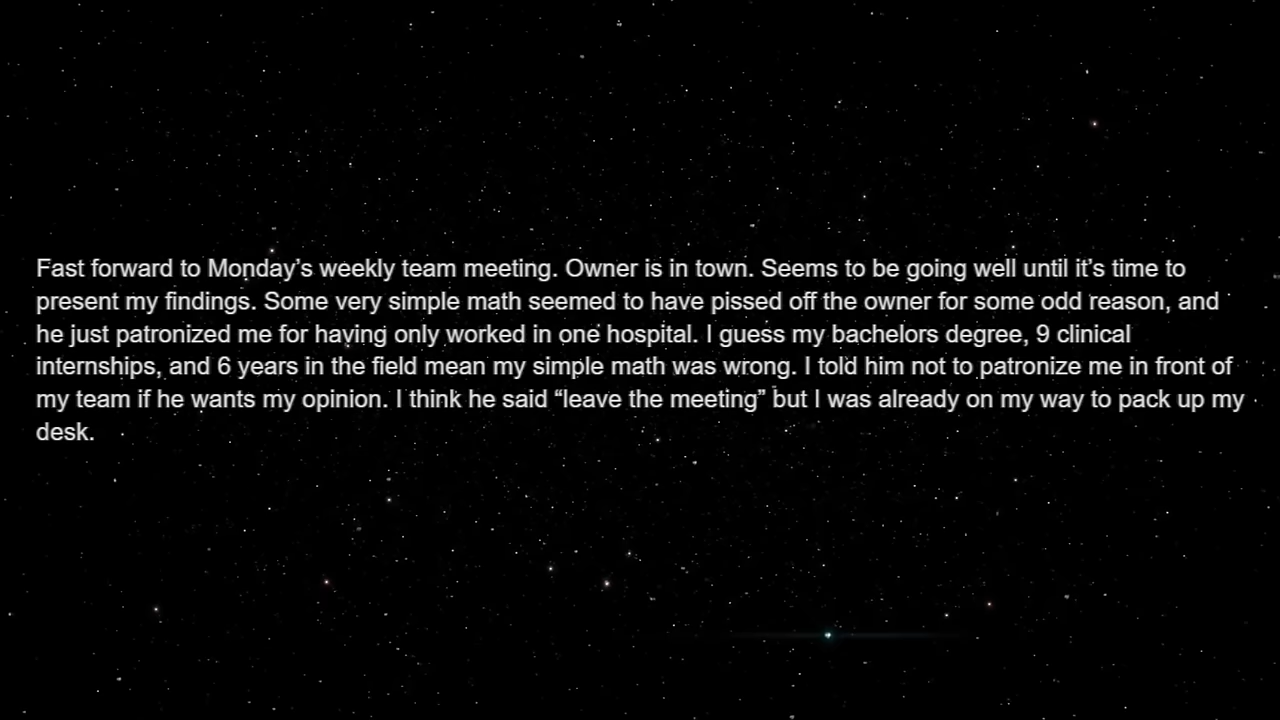 Fast forward to Monday’s weekly team meeting. Owner is in town. Seems to be going well until it’s time to
present my findings. Some very simple math seemed to have pissed off the owner for some odd reason, and
he just patronized me for having only worked in one hospital. I guess my bachelors degree, 9 clinical
internships, and 6 years in the field mean my simple math was wrong. I told him not to patronize me in front of
my team if he wants my opinion. I think he said “leave the meeting” but I was already on my way to pack up my
desk.